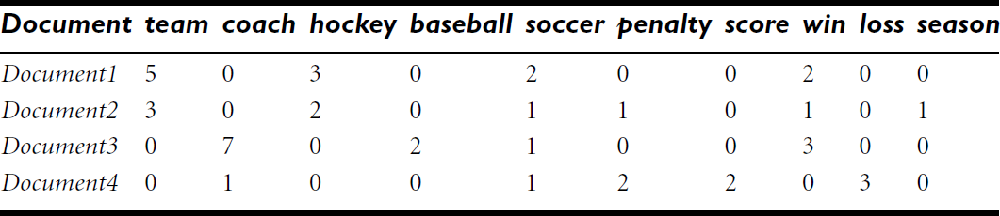 Document team coach hockey baseball soccer penalty score win loss season
Document1 5 0 3 0 2 0 0 2 0 0
Document2 3 0 2 0 1 1 0 1 0 1
Document3 0 7 0 2 1 0 0 3 0 0
Document4 0 1 0 0 1 2 2 0 3 0